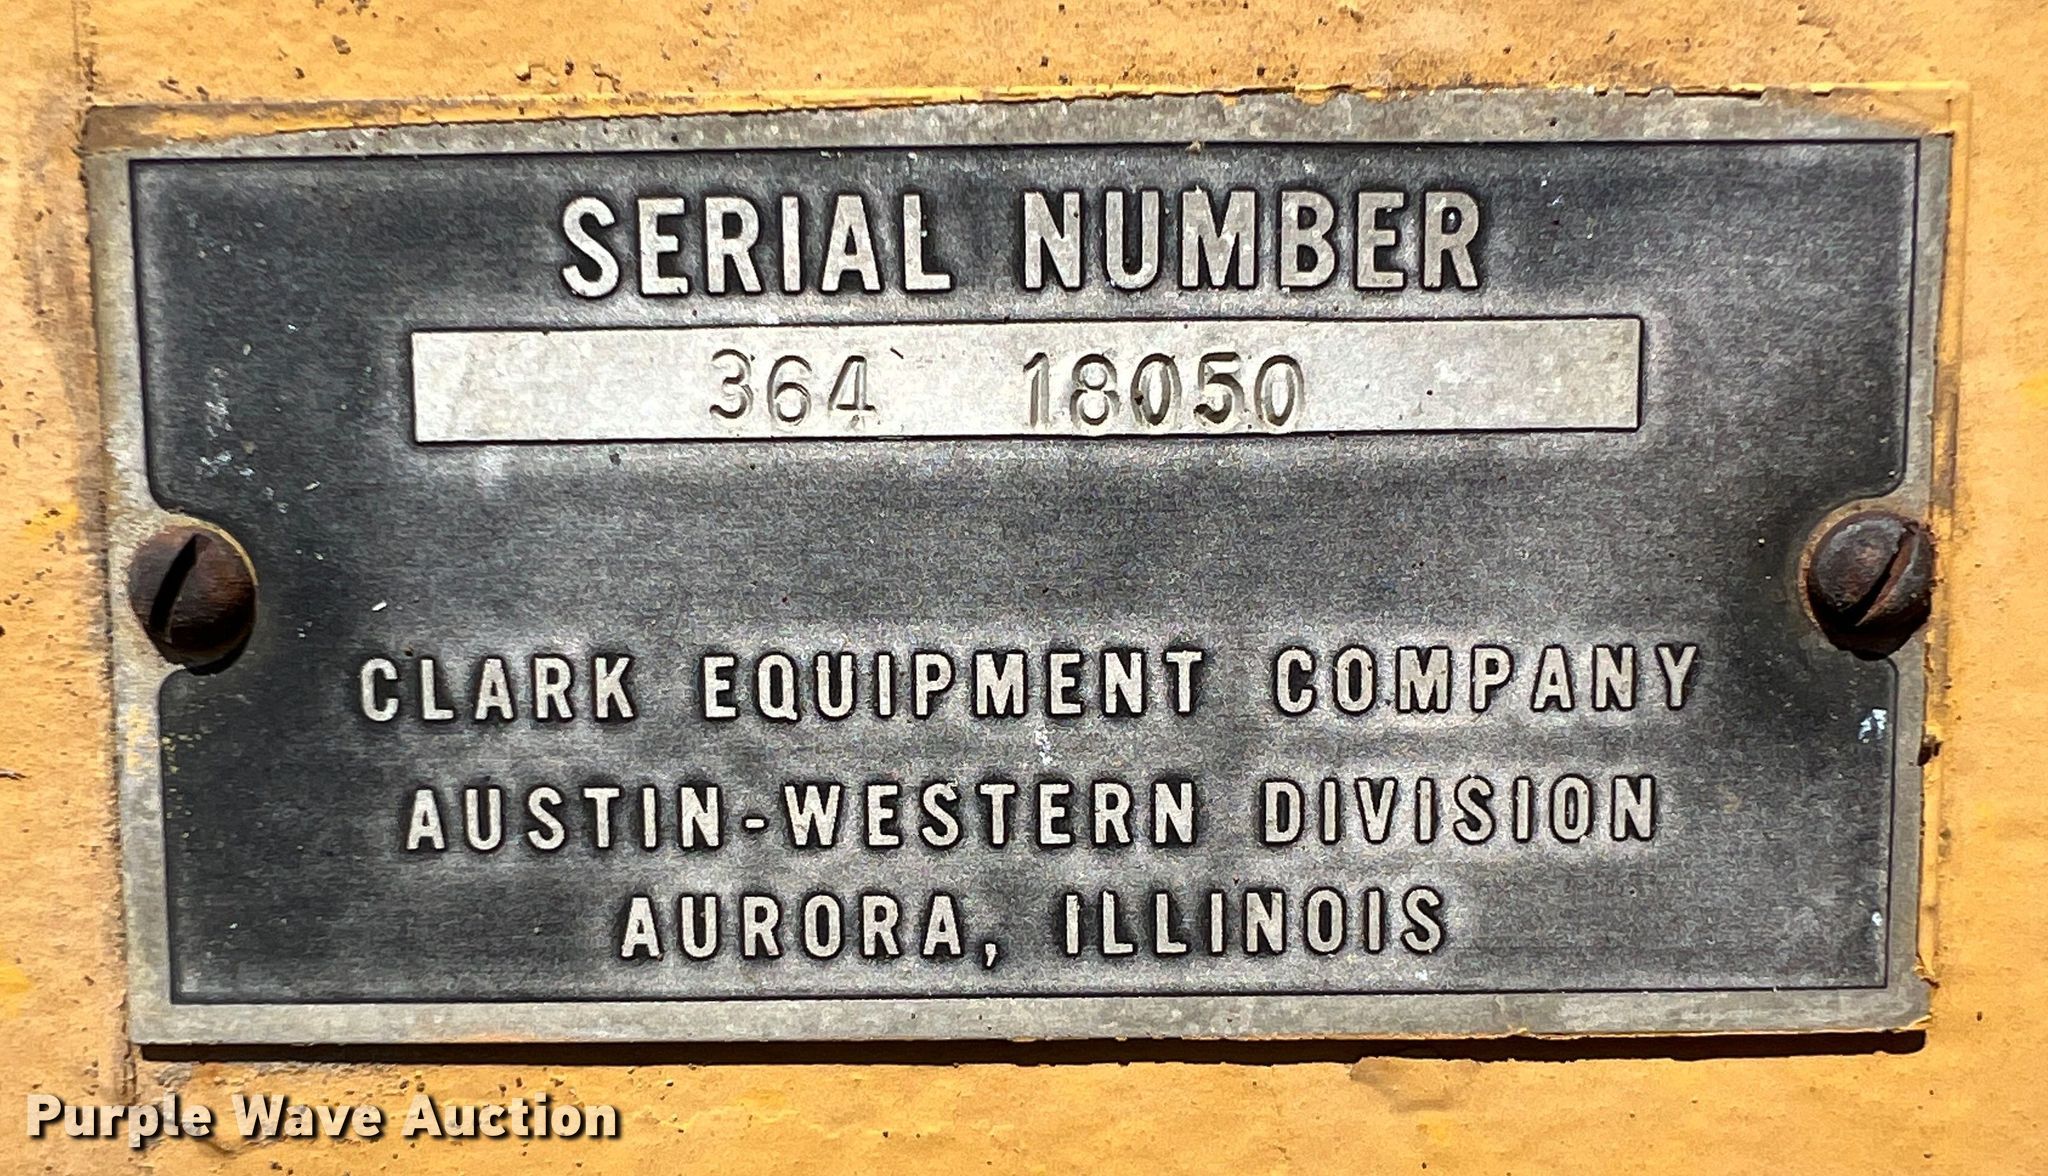 SERIAL NUMBER
364 18050
CLARK EQUIPMENT COMPANY
AUSTIN-WESTERN DIVISION
AURORA, ILLINOIS
Purple Wave Auction